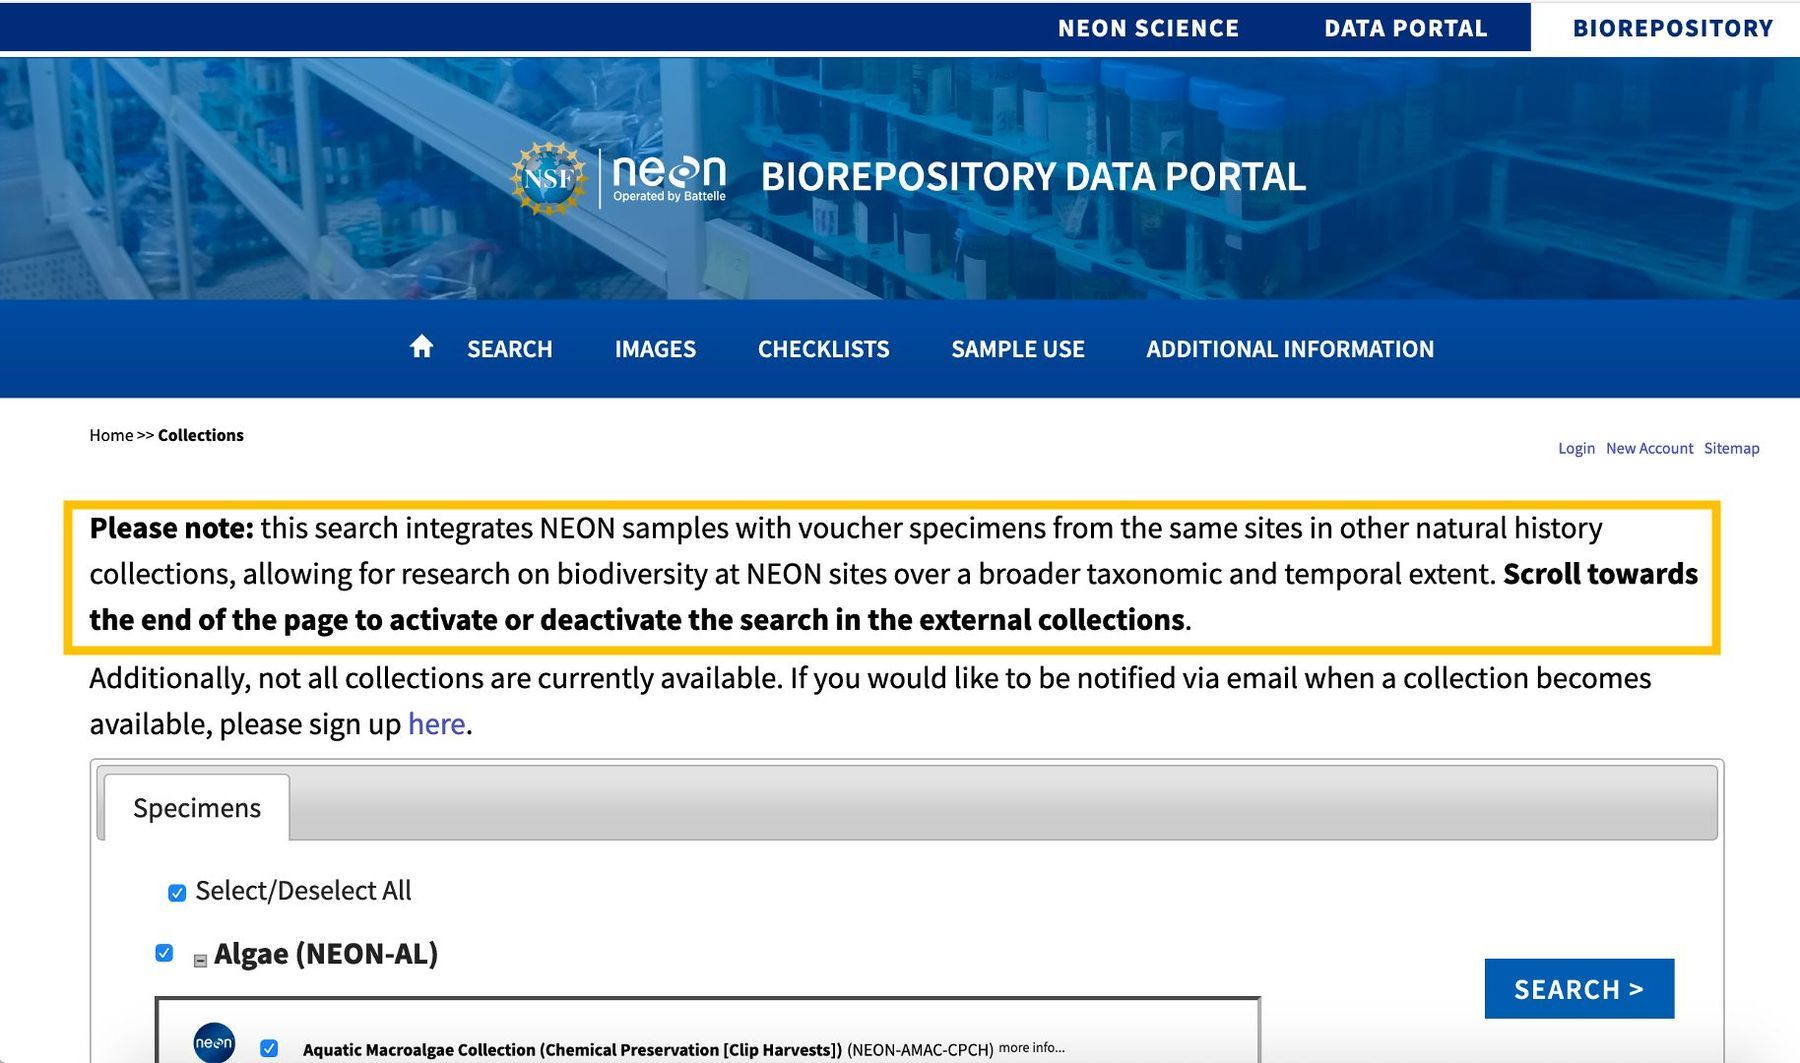 NEON SCIENCE DATA PORTAL BIOREPOSITORY
NSF neon BIOREPOSITORY DATA PORTAL
Operated by Battelle
SEARCH IMAGES CHECKLISTS SAMPLE USE ADDITIONAL INFORMATION
Home >> Collections
Login New Account Sitemap
Please note: this search integrates NEON samples with voucher specimens from the same sites in other natural history
collections, allowing for research on biodiversity at NEON sites over a broader taxonomic and temporal extent. Scroll towards
the end of the page to activate or deactivate the search in the external collections.
Additionally, not all collections are currently available. If you would like to be notified via email when a collection becomes
available, please sign up here.
Specimens
Select/Deselect All
Algae (NEON-AL)
SEARCH >
neon Aquatic Macroalgae Collection (Chemical Preservation [Clip Harvests]) (NEON-AMAC-CPCH) more info...